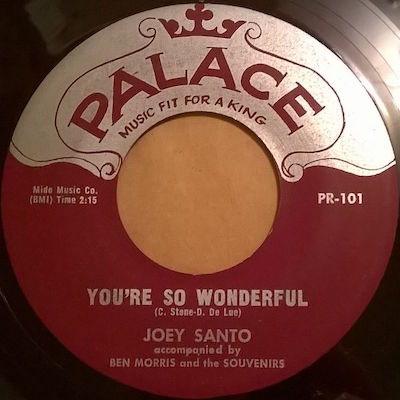 PALACE
MUSIC FIT FOR A KING
Mido Music Co.
(BMI) Time 2:15
PR-101
YOU'RE SO WONDERFUL
(C. Stone-D. De Lue)
JOEY SANTO
accompanied by
BEN MORRIS and the SOUVENIRS